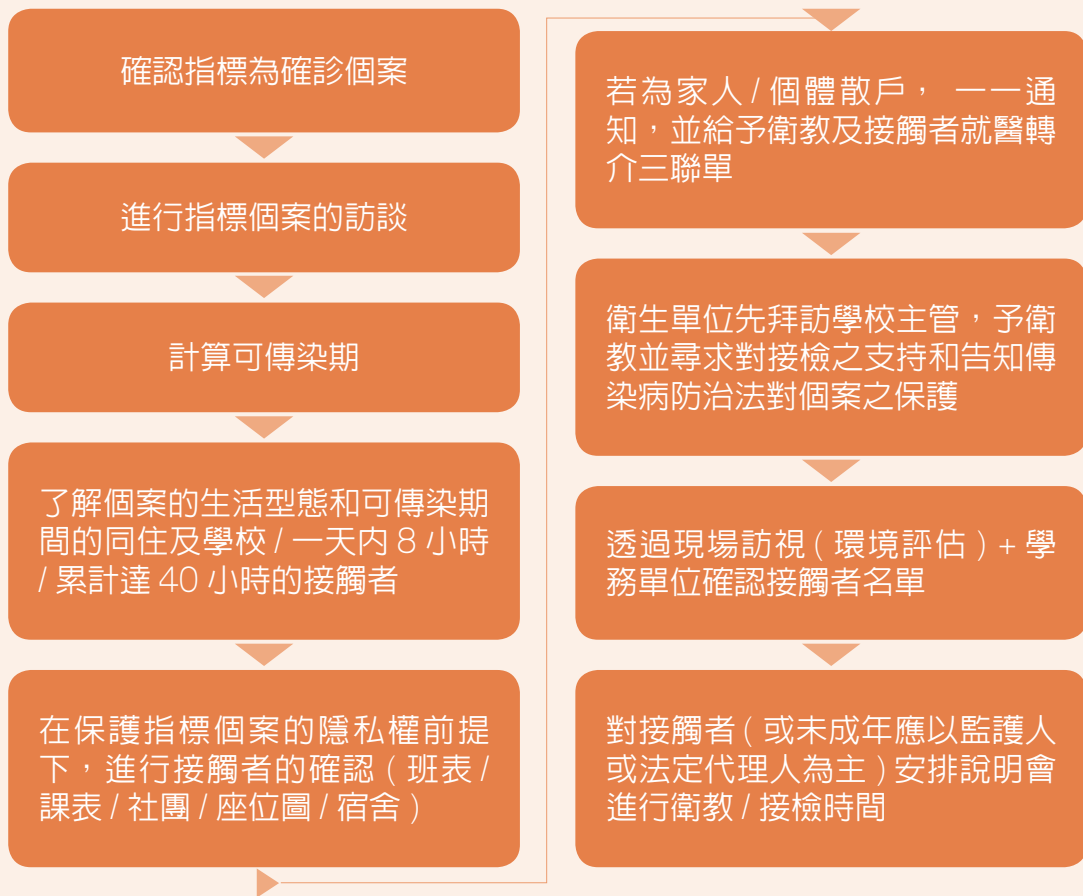 確認指標為確診個案
進行指標個案的訪談
計算可傳染期
了解個案的生活型態和可傳染期
間的同住及學校 / 一天內 8 小時
/ 累計達 40 小時的接觸者
在保護指標個案的隱私權前提
下，進行接觸者的確認 ( 班表 /
課表 / 社團 / 座位圖 / 宿舍 )
若為家人 / 個體散戶， 一一通
知，並給予衛教及接觸者就醫轉
介三聯單
衛生單位先拜訪學校主管，予衛
教並尋求對接檢之支持和告知傳
染病防治法對個案之保護
透過現場訪視 ( 環境評估 ) + 學
務單位確認接觸者名單
對接觸者 ( 或未成年應以監護人
或法定代理人為主 ) 安排說明會
進行衛教 / 接檢時間